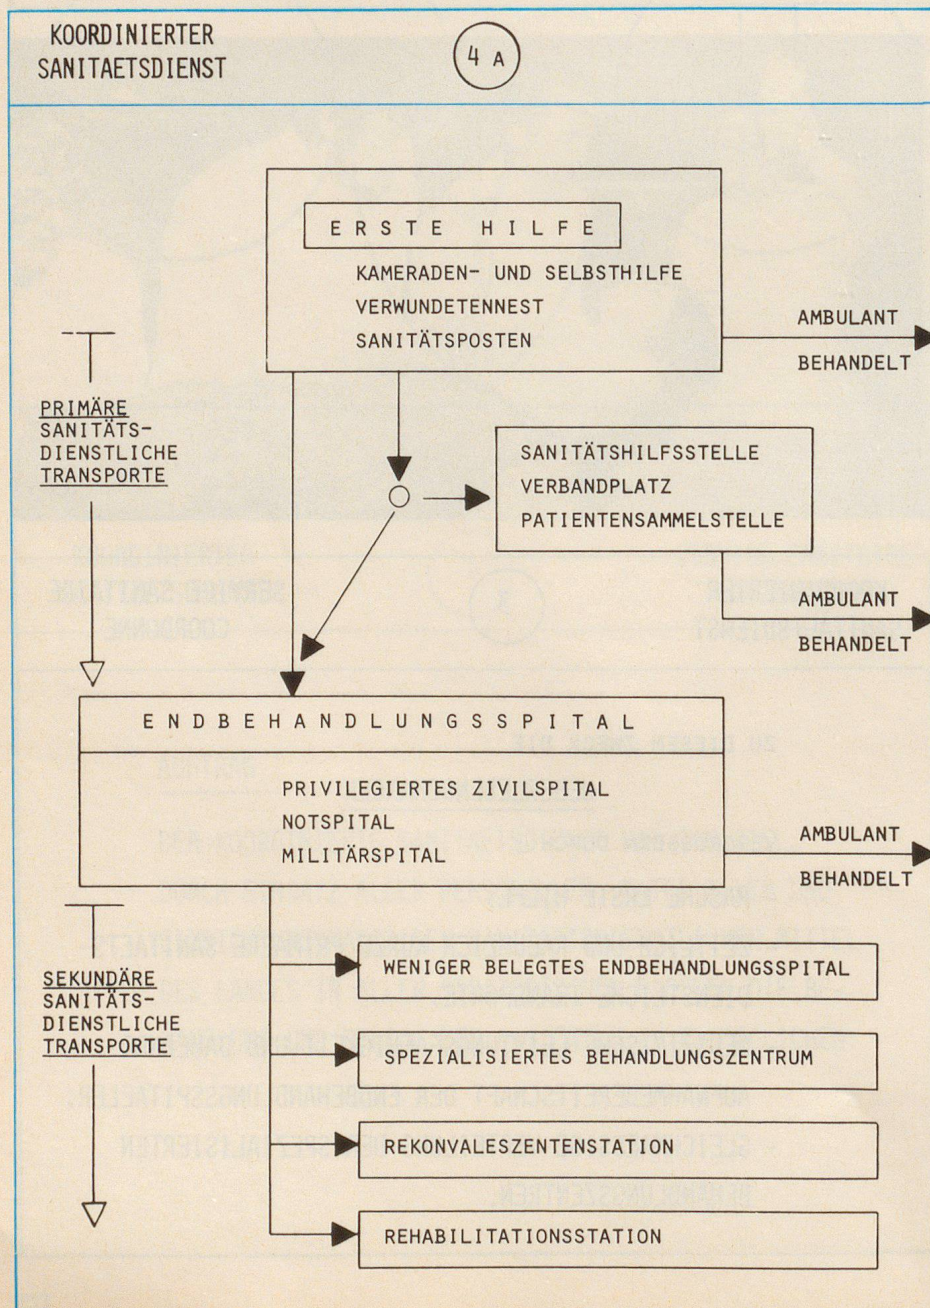 KOORDINIERTER
SANITAETSDIENST
4 A
ERSTE HILFE
KAMERADEN- UND SELBSTHILFE
VERWUNDETENNEST
SANITÄTSPOSTEN
AMBULANT
BEHANDELT
PRIMÄRE
SANITÄTS-
DIENSTLICHE
TRANSPORTE
SANITÄTSHILFSSTELLE
VERBANDPLATZ
PATIENTENSAMMELSTELLE
AMBULANT
BEHANDELT
ENDBEHANDLUNGSSPITAL
PRIVILEGIERTES ZIVILSPITAL
NOTSPITAL
MILITÄRSPITAL
AMBULANT
BEHANDELT
SEKUNDÄRE
SANITÄTS-
DIENSTLICHE
TRANSPORTE
WENIGER BELEGTES ENDBEHANDLUNGSSPITAL
SPEZIALISIERTES BEHANDLUNGSZENTRUM
REKONVALESZENTENSTATION
REHABILITATIONSSTATION